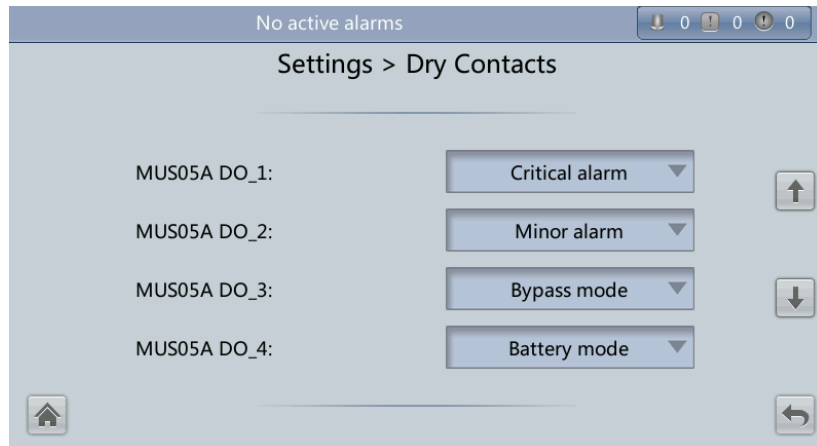 No active alarms
0 0 0
Settings > Dry Contacts
MUS05A DO_1: Critical alarm
MUS05A DO_2: Minor alarm
MUS05A DO_3: Bypass mode
MUS05A DO_4: Battery mode